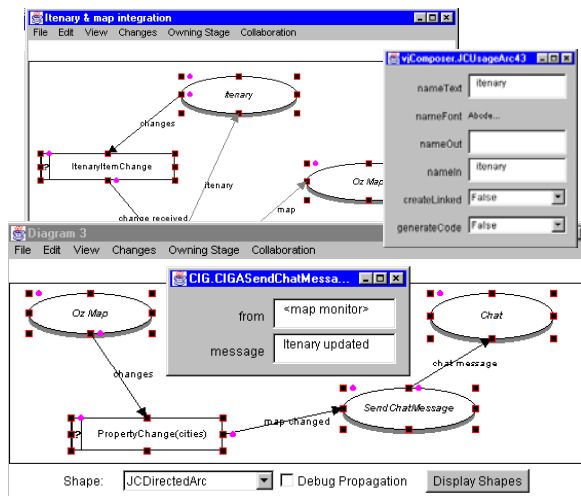 Itenary & map integration
File Edit View Changes Owning Stage Collaboration
Itenary
changes
? ItenaryItemChange
itenary
Oz Map
change received
map
vjComposer.JCUsageArc43
nameText itenary
nameFont Abcde...
nameOut
nameIn itenary
createLinked False
generateCode False
Diagram 3
File Edit View Changes Owning Stage Collaboration
CIG.CIGASendChatMessa...
from <map monitor>
message Itenary updated
Oz Map
Chat
changes
chat message
SendChatMessage
map changed
? PropertyChange(cities)
Shape: JCDirectedArc Debug Propagation Display Shapes